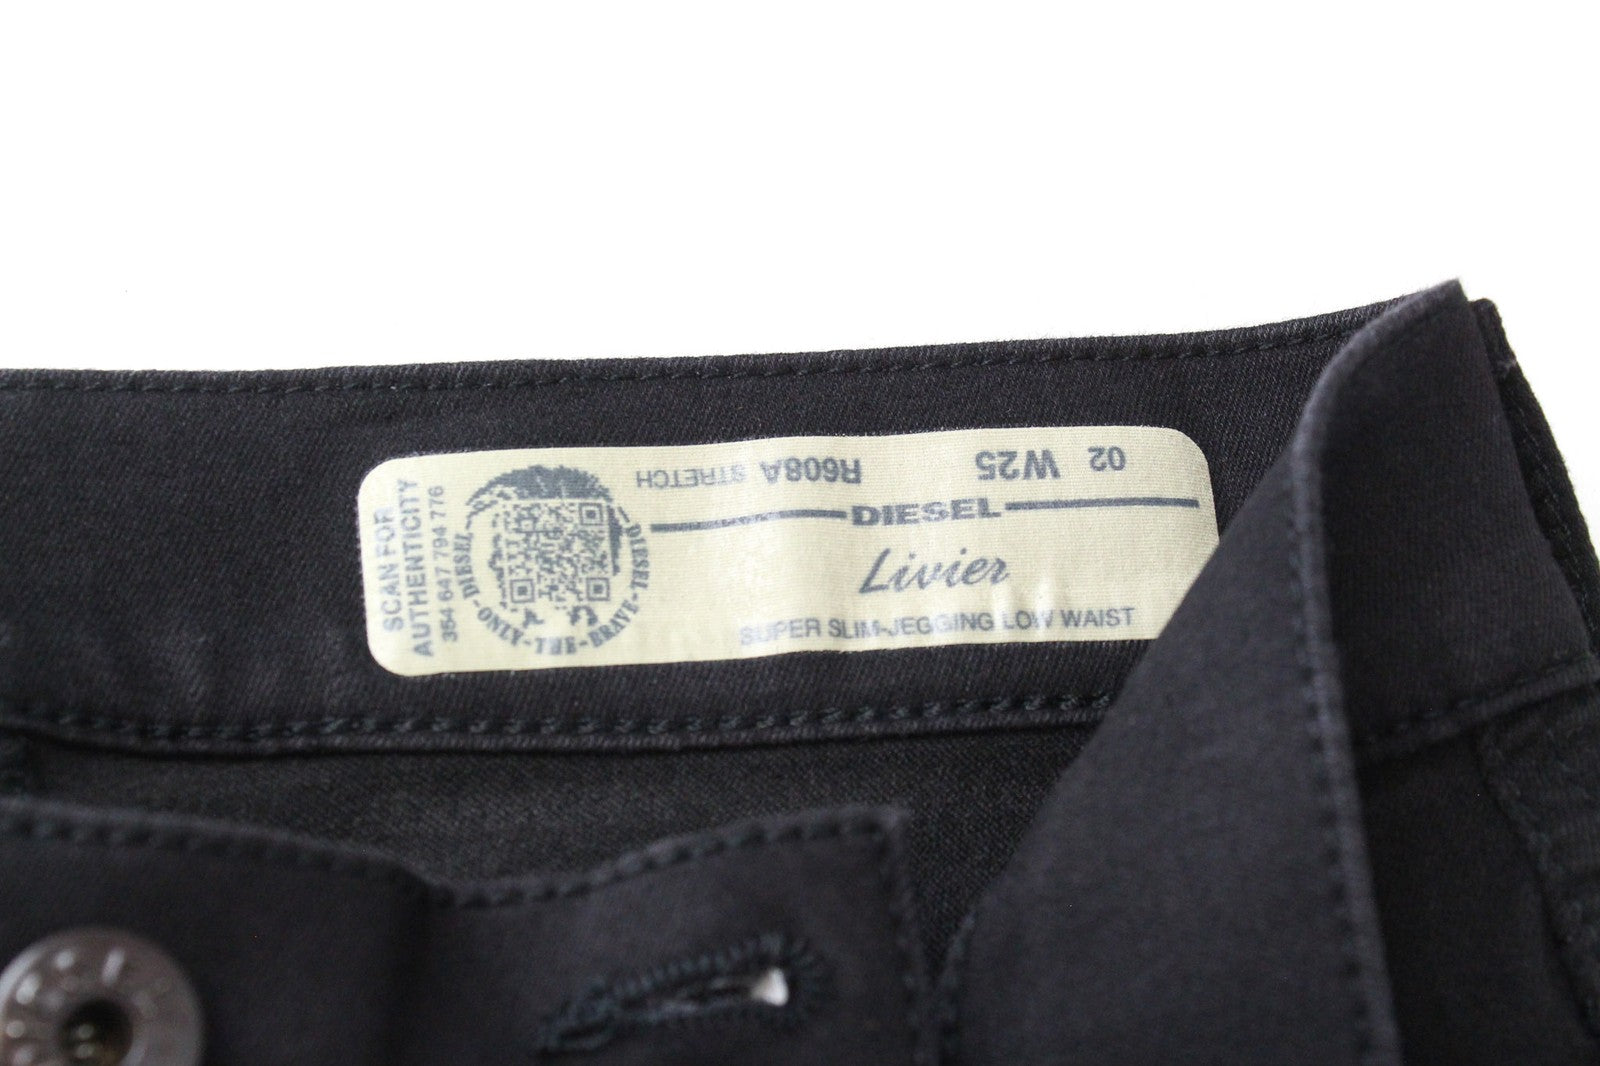 SCAN FOR
AUTHENTICITY
354 647 794 776
DIESEL-ONLY-THE-BRAVE-DIESEL
02 W25 R608A STRETCH
DIESEL
Livier
SUPER SLIM-JEGGING LOW WAIST